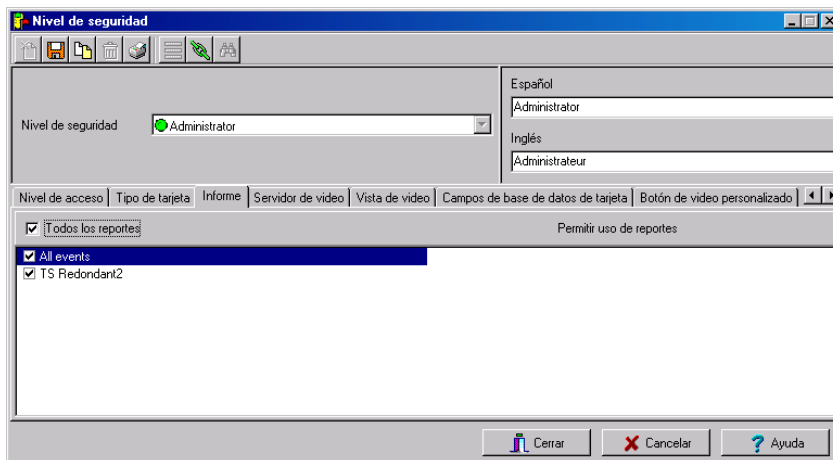 Nivel de seguridad
Español
Administrator
Nivel de seguridad
Administrator
Inglés
Administrateur
Nivel de acceso Tipo de tarjeta Informe Servidor de video Vista de video Campos de base de datos de tarjeta Botón de video personalizado
Todos los reportes Permitir uso de reportes
All events
TS Redondant2
Cerrar Cancelar ? Ayuda